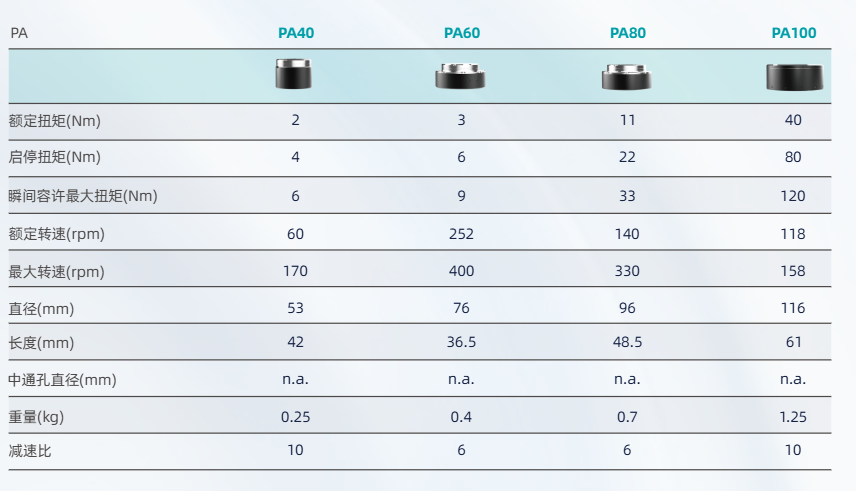 PA PA40 PA60 PA80 PA100
额定扭矩(Nm) 2 3 11 40
启停扭矩(Nm) 4 6 22 80
瞬间容许最大扭矩(Nm) 6 9 33 120
额定转速(rpm) 60 252 140 118
最大转速(rpm) 170 400 330 158
直径(mm) 53 76 96 116
长度(mm) 42 36.5 48.5 61
中通孔直径(mm) n.a. n.a. n.a. n.a.
重量(kg) 0.25 0.4 0.7 1.25
减速比 10 6 6 10